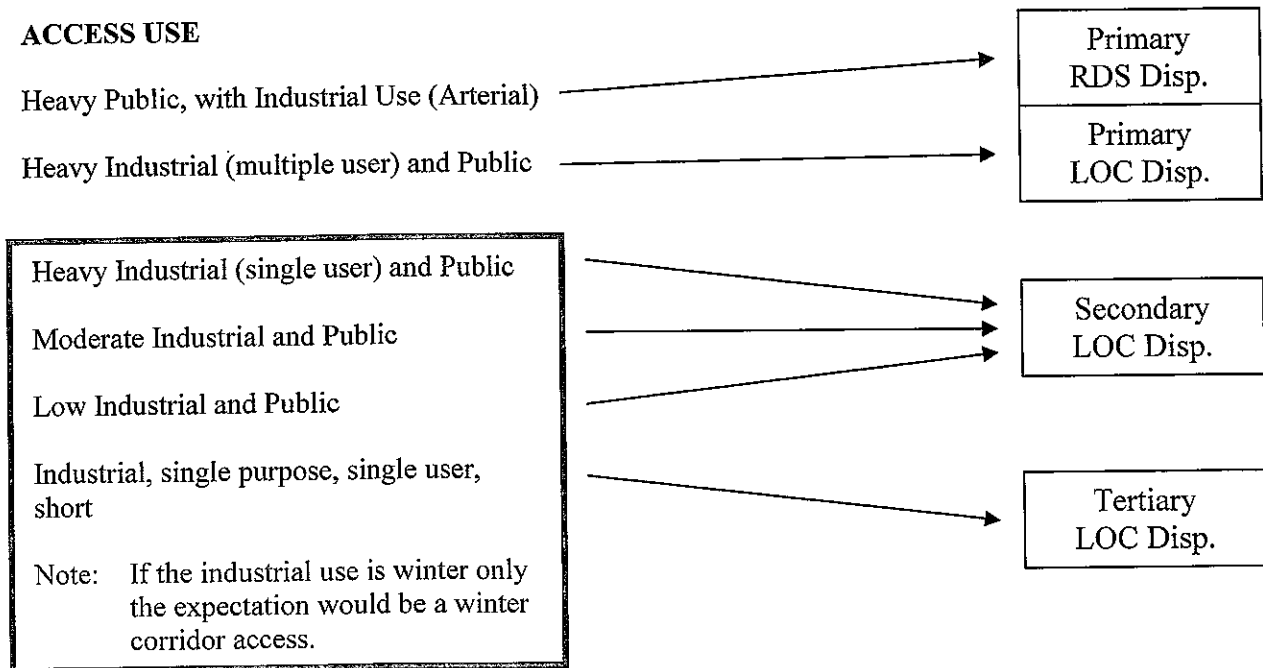 ACCESS USE
Heavy Public, with Industrial Use (Arterial)
Primary
RDS Disp.
Heavy Industrial (multiple user) and Public
Primary
LOC Disp.
Heavy Industrial (single user) and Public
Moderate Industrial and Public
Low Industrial and Public
Secondary
LOC Disp.
Industrial, single purpose, single user,
short
Tertiary
LOC Disp.
Note: If the industrial use is winter only
the expectation would be a winter
corridor access.